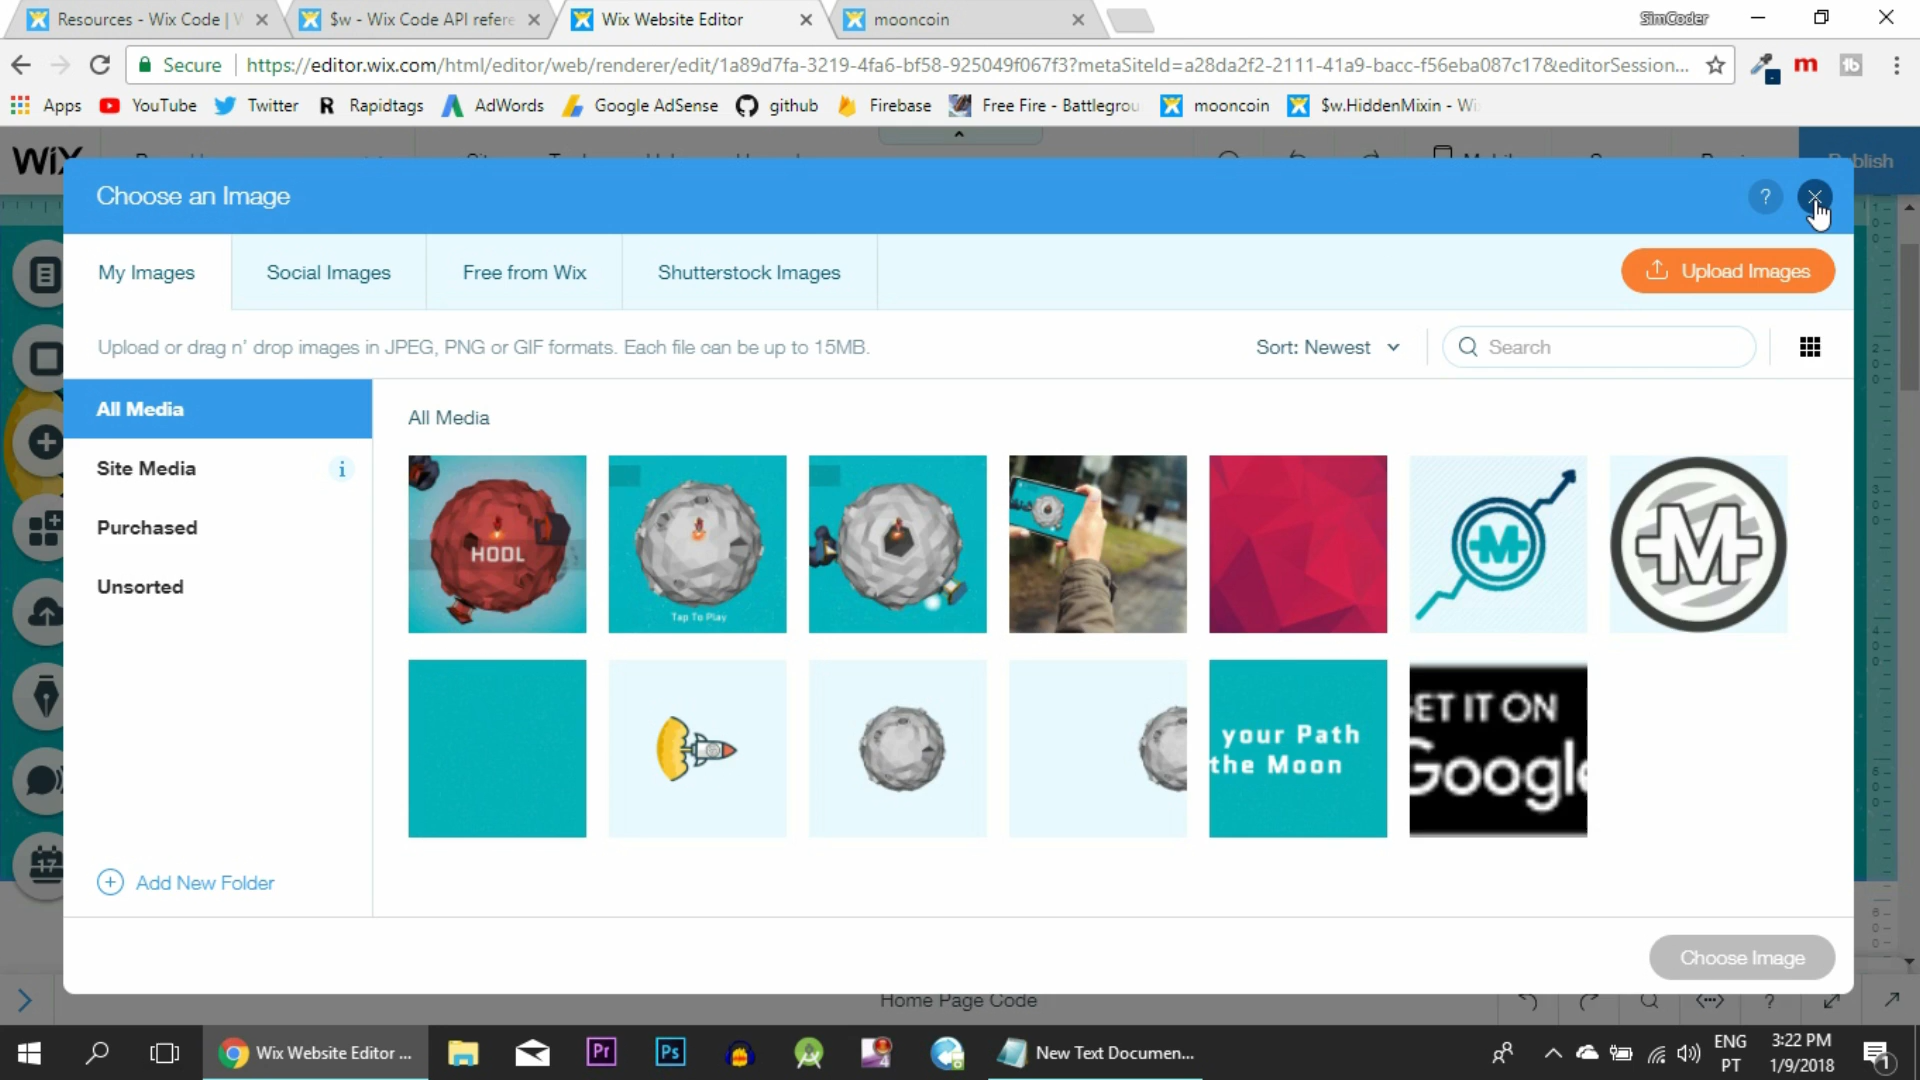 Resources - Wix Code |
$w - Wix Code API refere
Wix Website Editor
mooncoin
SimCoder
Secure
https://editor.wix.com/html/editor/web/renderer/edit/1a89d7fa-3219-4fa6-bf58-925049f067f3?metaSiteId=a28da2f2-2111-41a9-bacc-f56eba087c17&editorSession...
Apps
YouTube
Twitter
Rapidtags
AdWords
Google AdSense
github
Firebase
Free Fire - Battlegrou
mooncoin
$w.HiddenMixin - Wi
WiX
Choose an Image
?
My Images
Social Images
Free from Wix
Shutterstock Images
Upload Images
Upload or drag n' drop images in JPEG, PNG or GIF formats. Each file can be up to 15MB.
Sort: Newest
Search
All Media
Site Media
i
Purchased
Unsorted
Add New Folder
All Media
HODL
Tap To Play
M
M
your Path
the Moon
GET IT ON
Google
Choose Image
Home Page Code
Wix Website Editor ...
Pr
Ps
New Text Documen...
ENG
PT
3:22 PM
1/9/2018
1